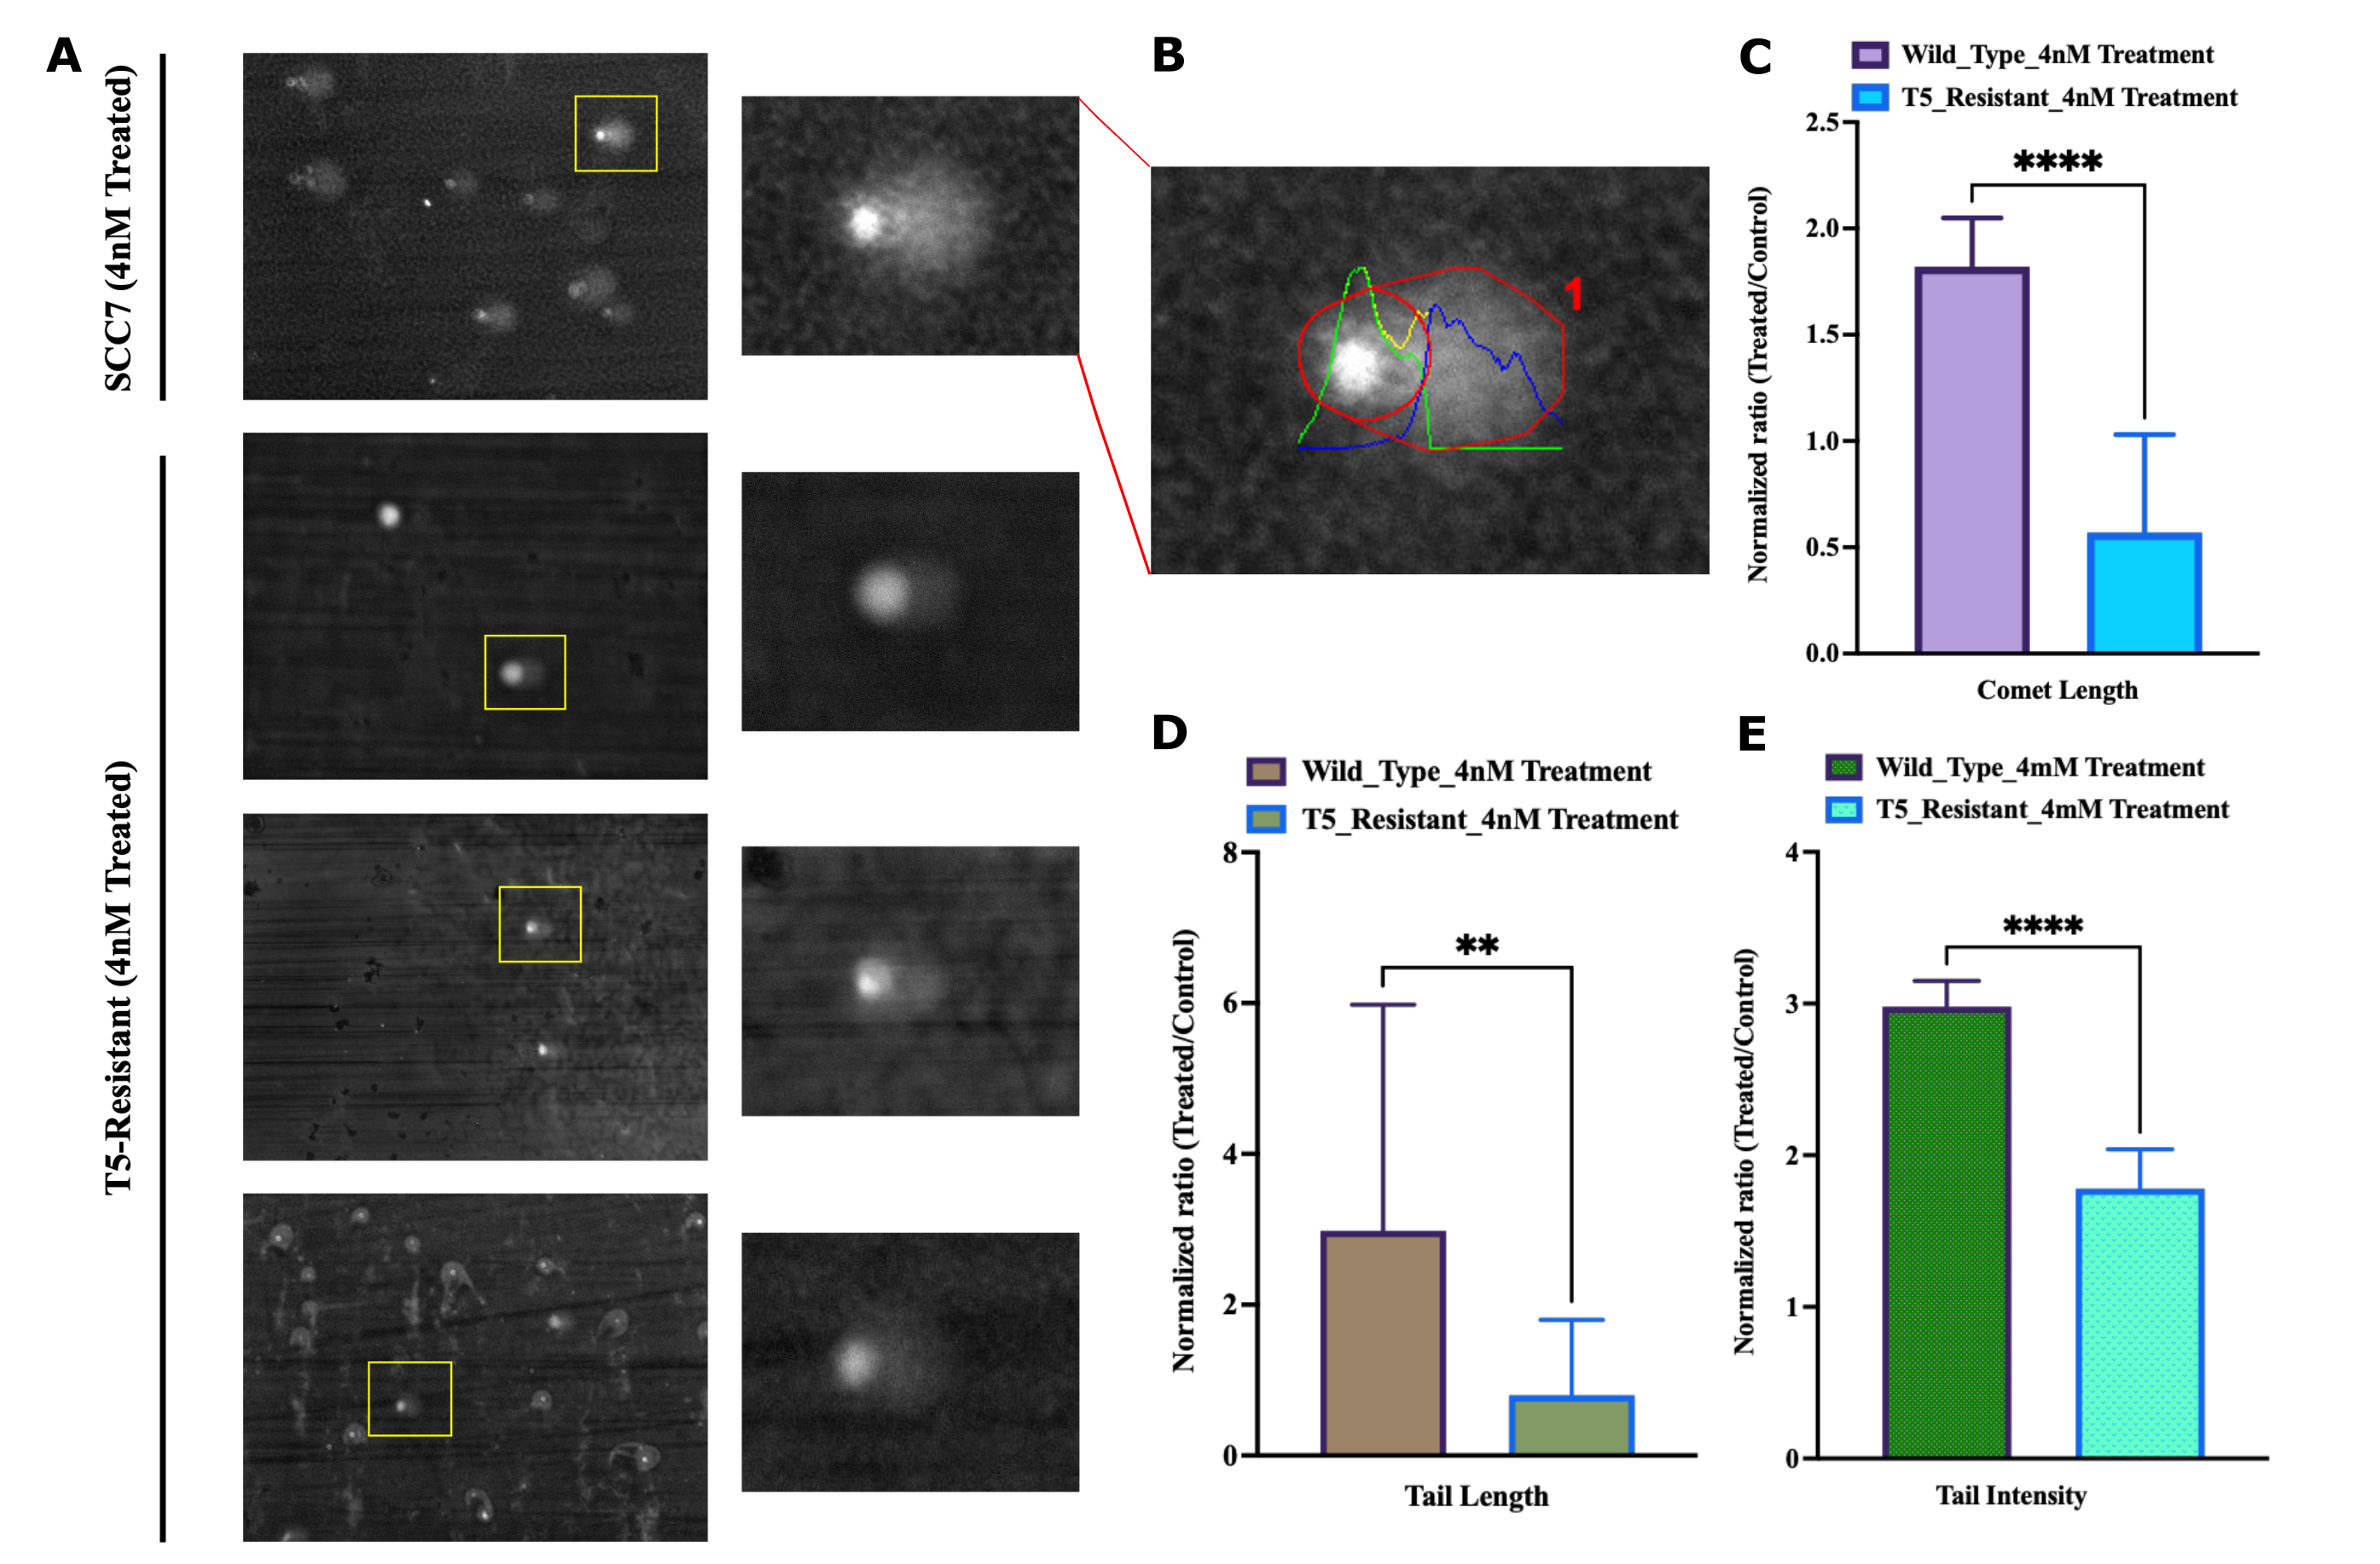 A
SCC7 (4nM Treated)
T5-Resistant (4nM Treated)
B
1
C
Wild_Type_4nM Treatment
T5_Resistant_4nM Treatment
Normalized ratio (Treated/Control)
2.5
2.0
1.5
1.0
0.5
0.0
****
Comet Length
D
Wild_Type_4nM Treatment
T5_Resistant_4nM Treatment
Normalized ratio (Treated/Control)
8
6
4
2
0
**
Tail Length
E
Wild_Type_4mM Treatment
T5_Resistant_4mM Treatment
Normalized ratio (Treated/Control)
4
3
2
1
0
****
Tail Intensity